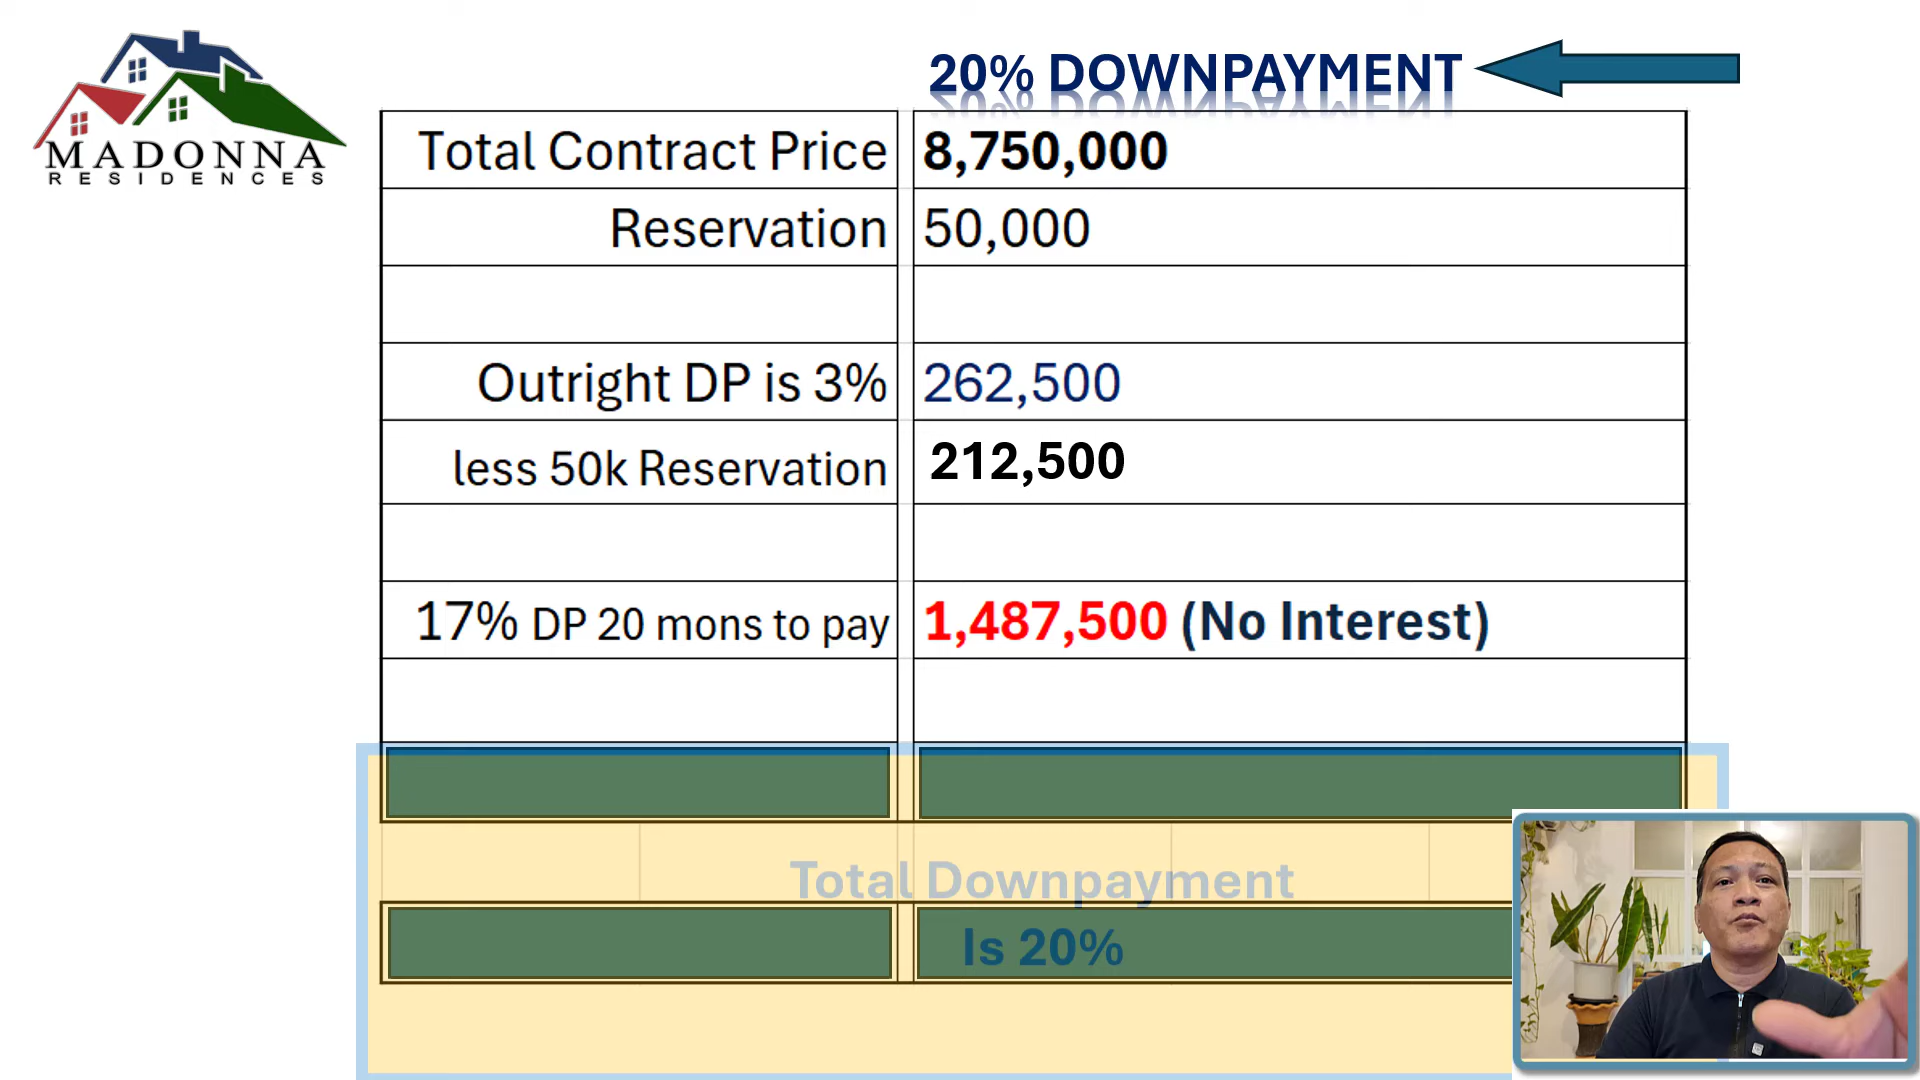 MADONNA
RESIDENCES
20% DOWNPAYMENT
Total Contract Price 8,750,000
Reservation 50,000
Outright DP is 3% 262,500
less 50k Reservation 212,500
17% DP 20 mons to pay 1,487,500 (No Interest)
Total Downpayment
Is 20%